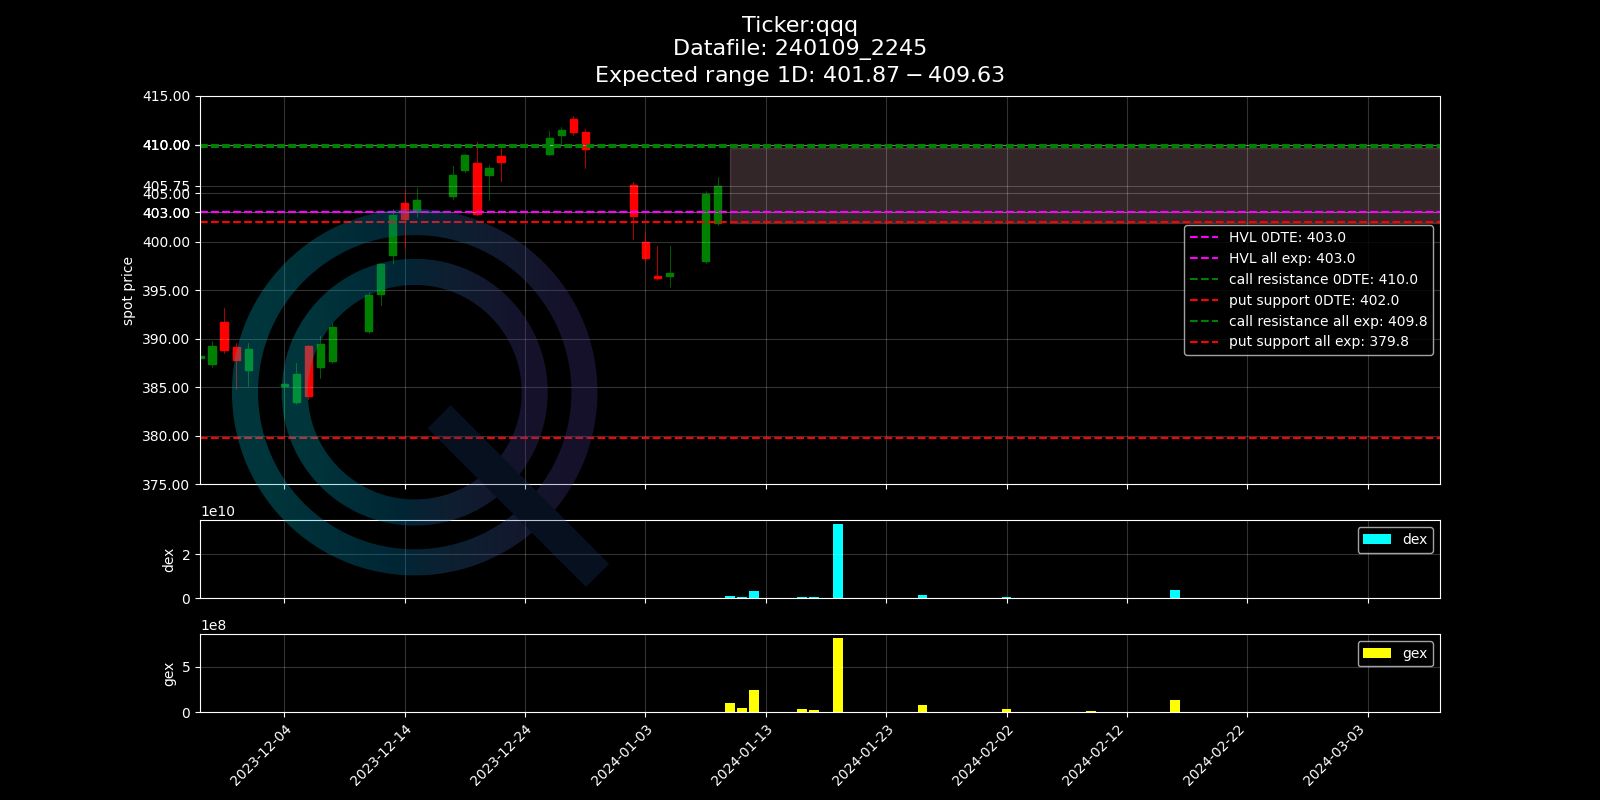 Ticker:qqq
Datafile: 240109_2245
Expected range 1D: 401.87 − 409.63
415.00
410.00
405.75
405.00
403.00
400.00
395.00
390.00
385.00
380.00
375.00
spot price
HVL 0DTE: 403.0
HVL all exp: 403.0
call resistance 0DTE: 410.0
put support 0DTE: 402.0
call resistance all exp: 409.8
put support all exp: 379.8
1e10
2
0
dex
dex
1e8
5
0
gex
gex
2023-12-04
2023-12-14
2023-12-24
2024-01-03
2024-01-13
2024-01-23
2024-02-02
2024-02-12
2024-02-22
2024-03-03